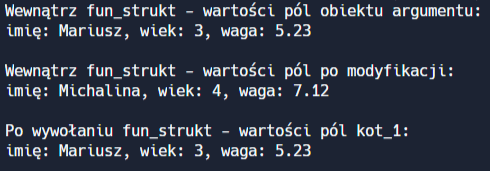 Wewnątrz fun_strukt – wartości pól obiektu argumentu:
imię: Mariusz, wiek: 3, waga: 5.23
Wewnątrz fun_strukt – wartości pól po modyfikacji:
imię: Michalina, wiek: 4, waga: 7.12
Po wywołaniu fun_strukt – wartości pól kot_1:
imię: Mariusz, wiek: 3, waga: 5.23